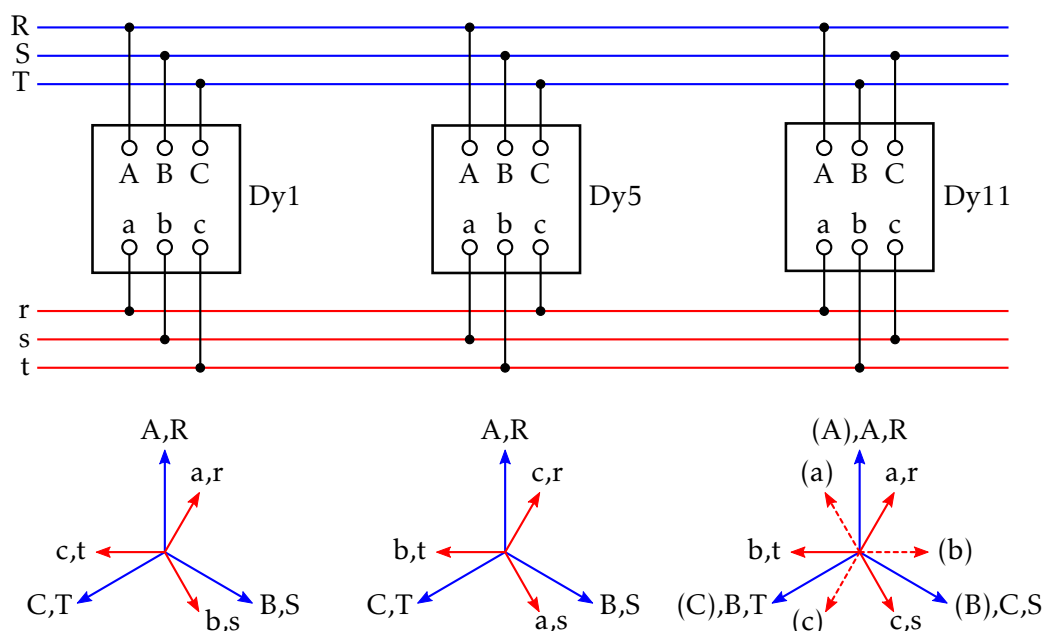 R
S
T
A B C
A B C
A B C
Dy1
Dy5
Dy11
a b c
a b c
a b c
r
s
t
A,R
A,R
(A),A,R
a,r
c,r
(a)
a,r
c,t
b,t
b,t
(b)
C,T
B,S
C,T
B,S
(C),B,T
(B),C,S
b,s
a,s
(c)
c,s